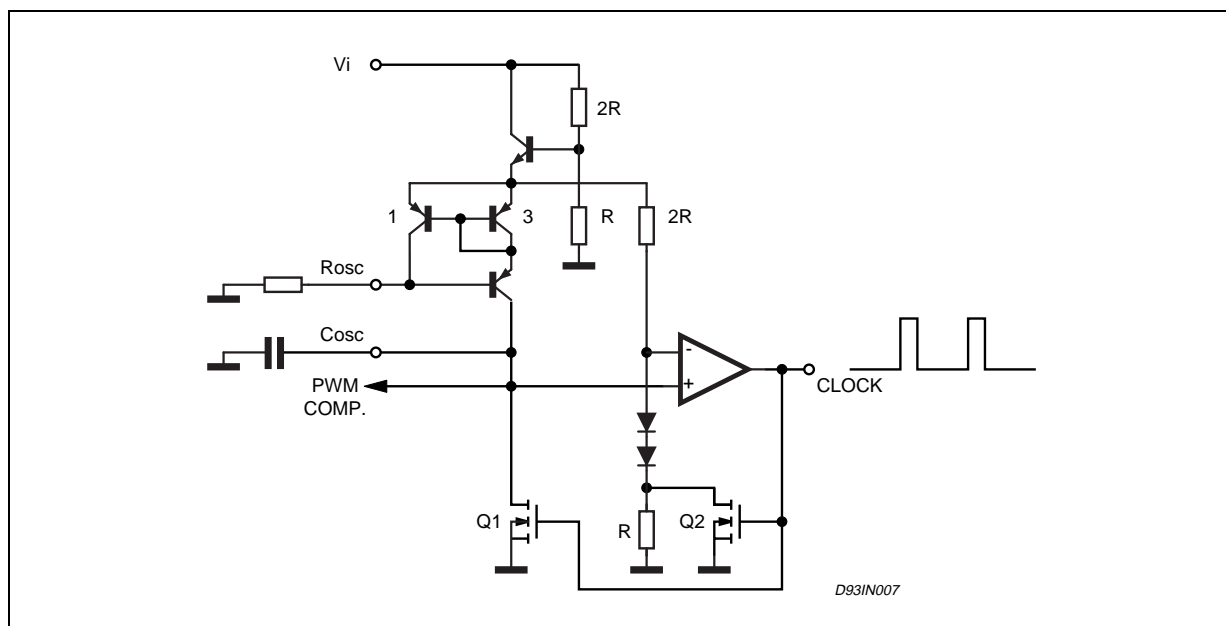 Vi
2R
1
3
R
2R
Rosc
Cosc
-
+
PWM
COMP.
CLOCK
Q1
R
Q2
D93IN007